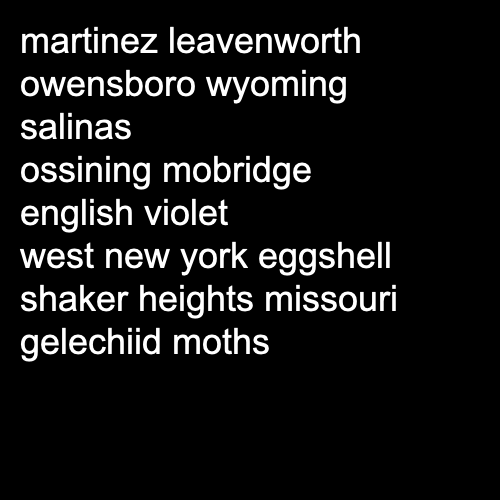 martinez leavenworth
owensboro wyoming
salinas
ossining mobridge
english violet
west new york eggshell
shaker heights missouri
gelechiid moths